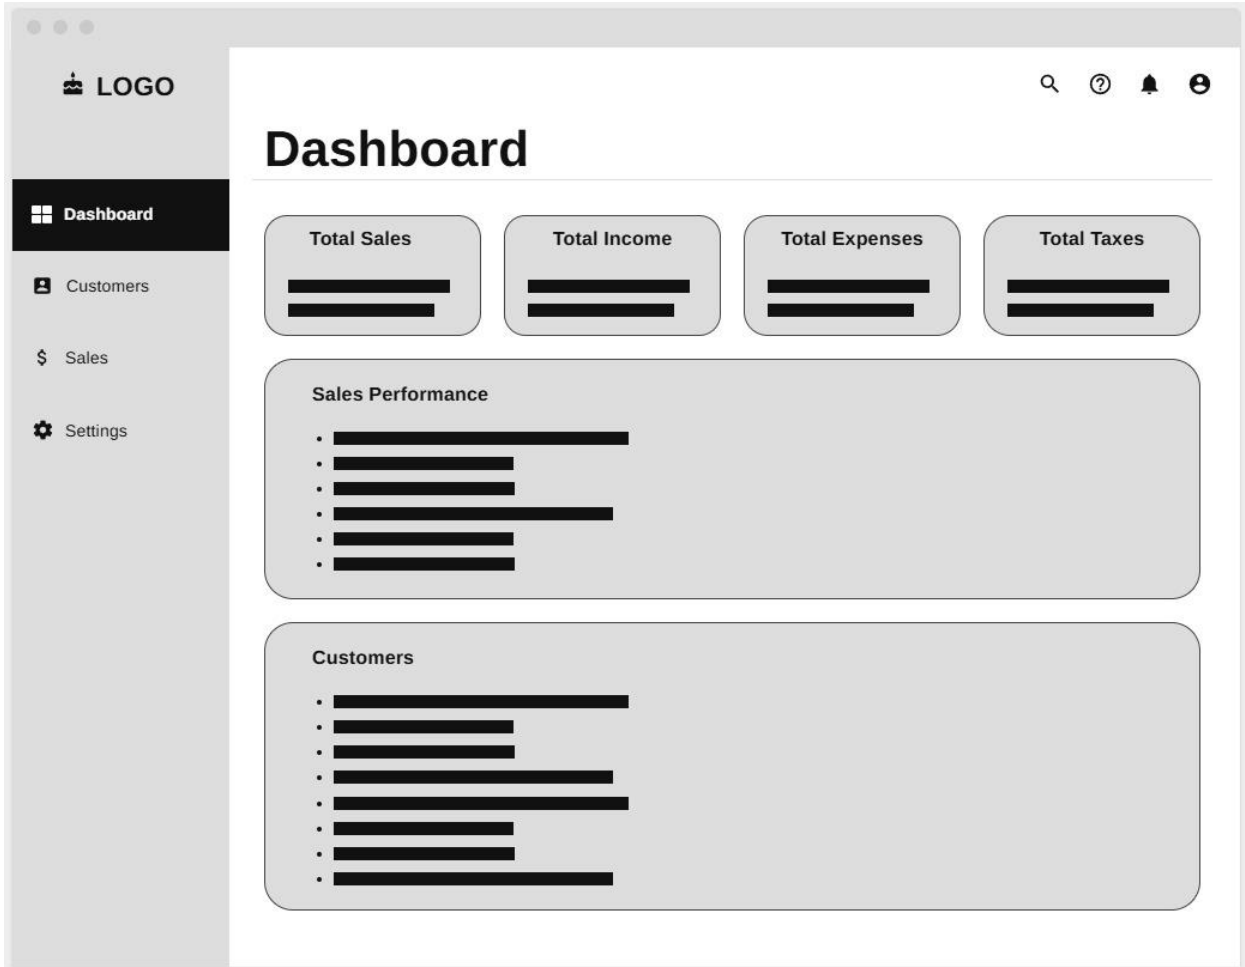 LOGO
Dashboard
Dashboard
Customers
Sales
Settings
Total Sales
Total Income
Total Expenses
Total Taxes
Sales Performance
Customers